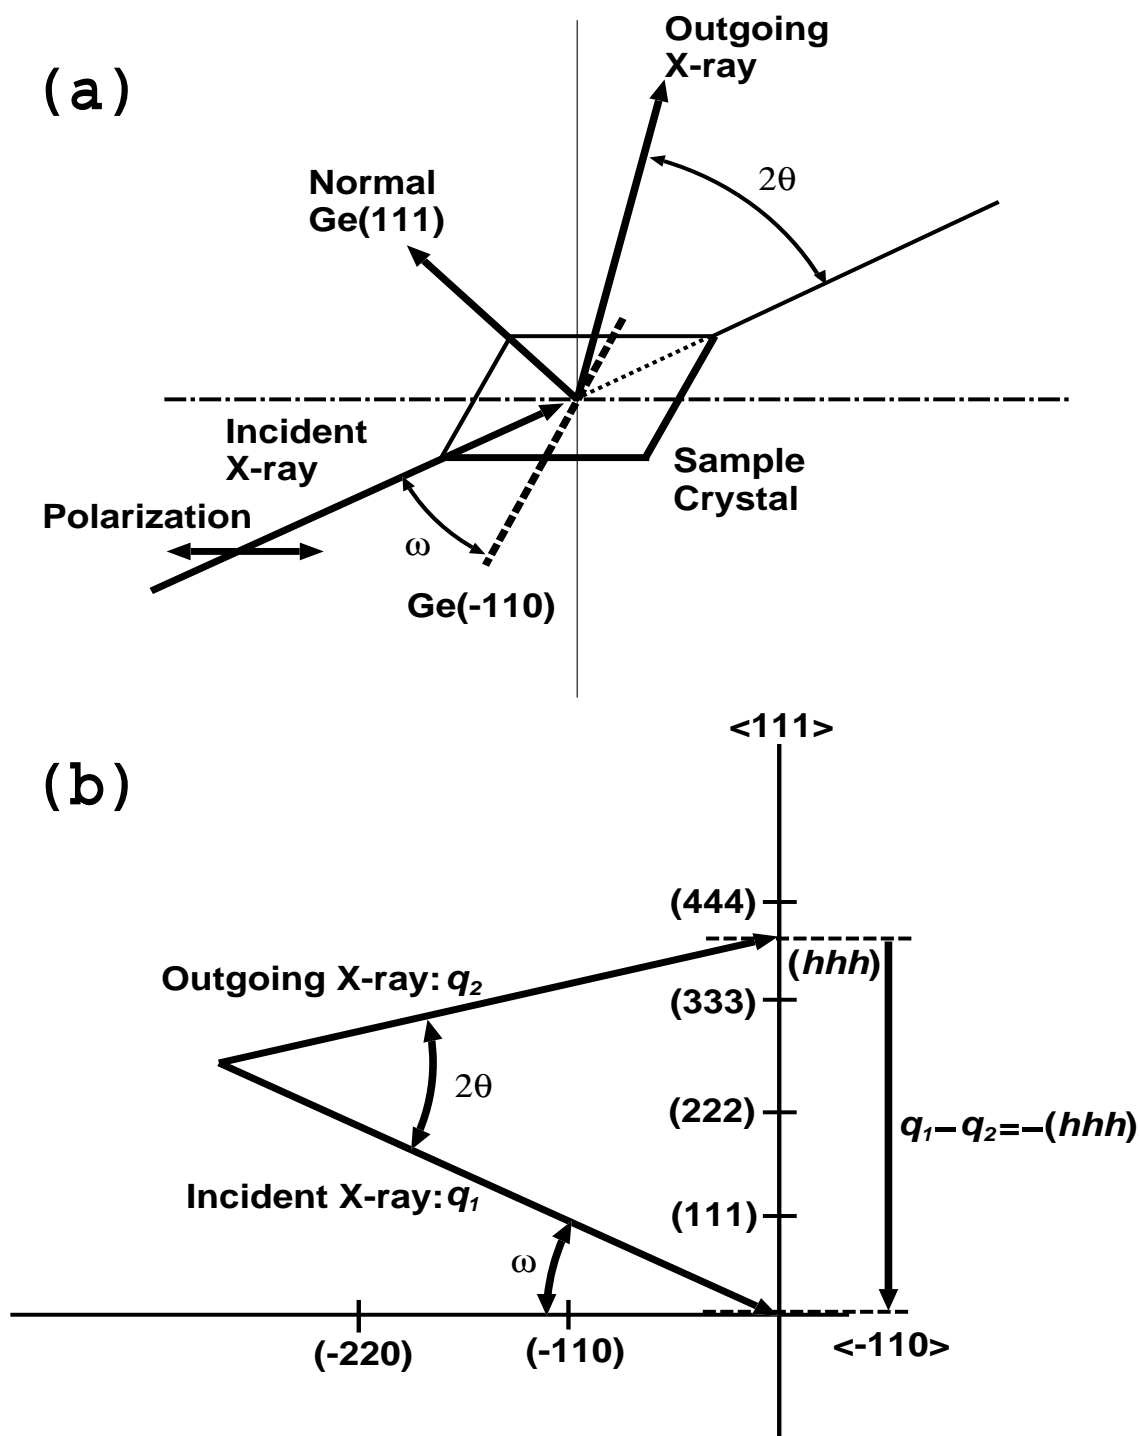 (a)
Outgoing
X-ray
2θ
Normal
Ge(111)
Incident
X-ray
Sample
Crystal
Polarization
ω
Ge(-110)
<111>
(b)
(444)
(hhh)
Outgoing X-ray: q2
(333)
2θ
(222)
q1−q2=−(hhh)
Incident X-ray: q1
(111)
ω
(-220)
(-110)
<-110>